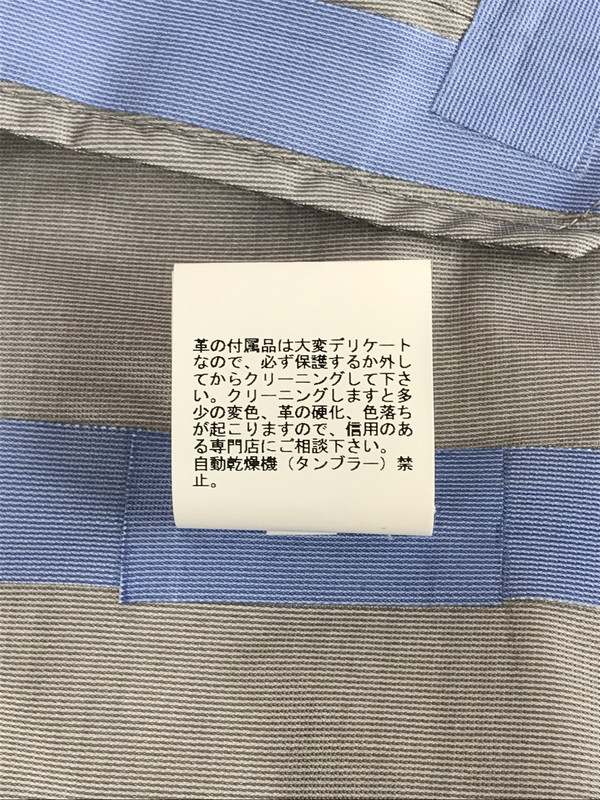 革の付属品は大変デリケート
なので、必ず保護するか外し
てからクリーニングして下さ
い。クリーニングしますと多
少の変色、革の硬化、色落ち
が起こりますので、信用のあ
る専門店にご相談下さい。
自動乾燥機（タンブラー）禁
止。